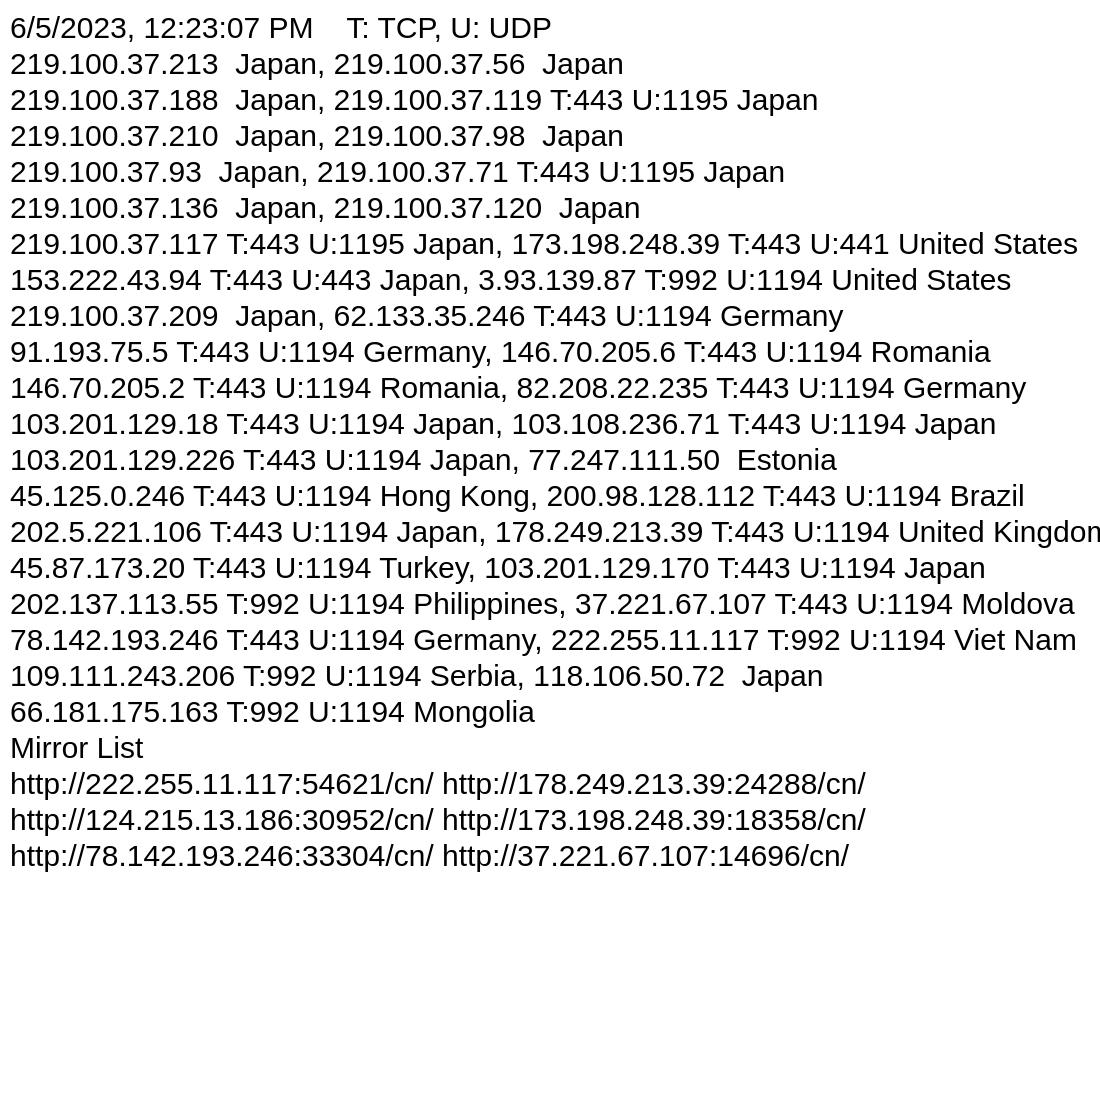 6/5/2023, 12:23:07 PM    T: TCP, U: UDP
219.100.37.213  Japan, 219.100.37.56  Japan
219.100.37.188  Japan, 219.100.37.119 T:443 U:1195 Japan
219.100.37.210  Japan, 219.100.37.98  Japan
219.100.37.93  Japan, 219.100.37.71 T:443 U:1195 Japan
219.100.37.136  Japan, 219.100.37.120  Japan
219.100.37.117 T:443 U:1195 Japan, 173.198.248.39 T:443 U:441 United States
153.222.43.94 T:443 U:443 Japan, 3.93.139.87 T:992 U:1194 United States
219.100.37.209  Japan, 62.133.35.246 T:443 U:1194 Germany
91.193.75.5 T:443 U:1194 Germany, 146.70.205.6 T:443 U:1194 Romania
146.70.205.2 T:443 U:1194 Romania, 82.208.22.235 T:443 U:1194 Germany
103.201.129.18 T:443 U:1194 Japan, 103.108.236.71 T:443 U:1194 Japan
103.201.129.226 T:443 U:1194 Japan, 77.247.111.50  Estonia
45.125.0.246 T:443 U:1194 Hong Kong, 200.98.128.112 T:443 U:1194 Brazil
202.5.221.106 T:443 U:1194 Japan, 178.249.213.39 T:443 U:1194 United Kingdom
45.87.173.20 T:443 U:1194 Turkey, 103.201.129.170 T:443 U:1194 Japan
202.137.113.55 T:992 U:1194 Philippines, 37.221.67.107 T:443 U:1194 Moldova
78.142.193.246 T:443 U:1194 Germany, 222.255.11.117 T:992 U:1194 Viet Nam
109.111.243.206 T:992 U:1194 Serbia, 118.106.50.72  Japan
66.181.175.163 T:992 U:1194 Mongolia
Mirror List
http://222.255.11.117:54621/cn/ http://178.249.213.39:24288/cn/
http://124.215.13.186:30952/cn/ http://173.198.248.39:18358/cn/
http://78.142.193.246:33304/cn/ http://37.221.67.107:14696/cn/